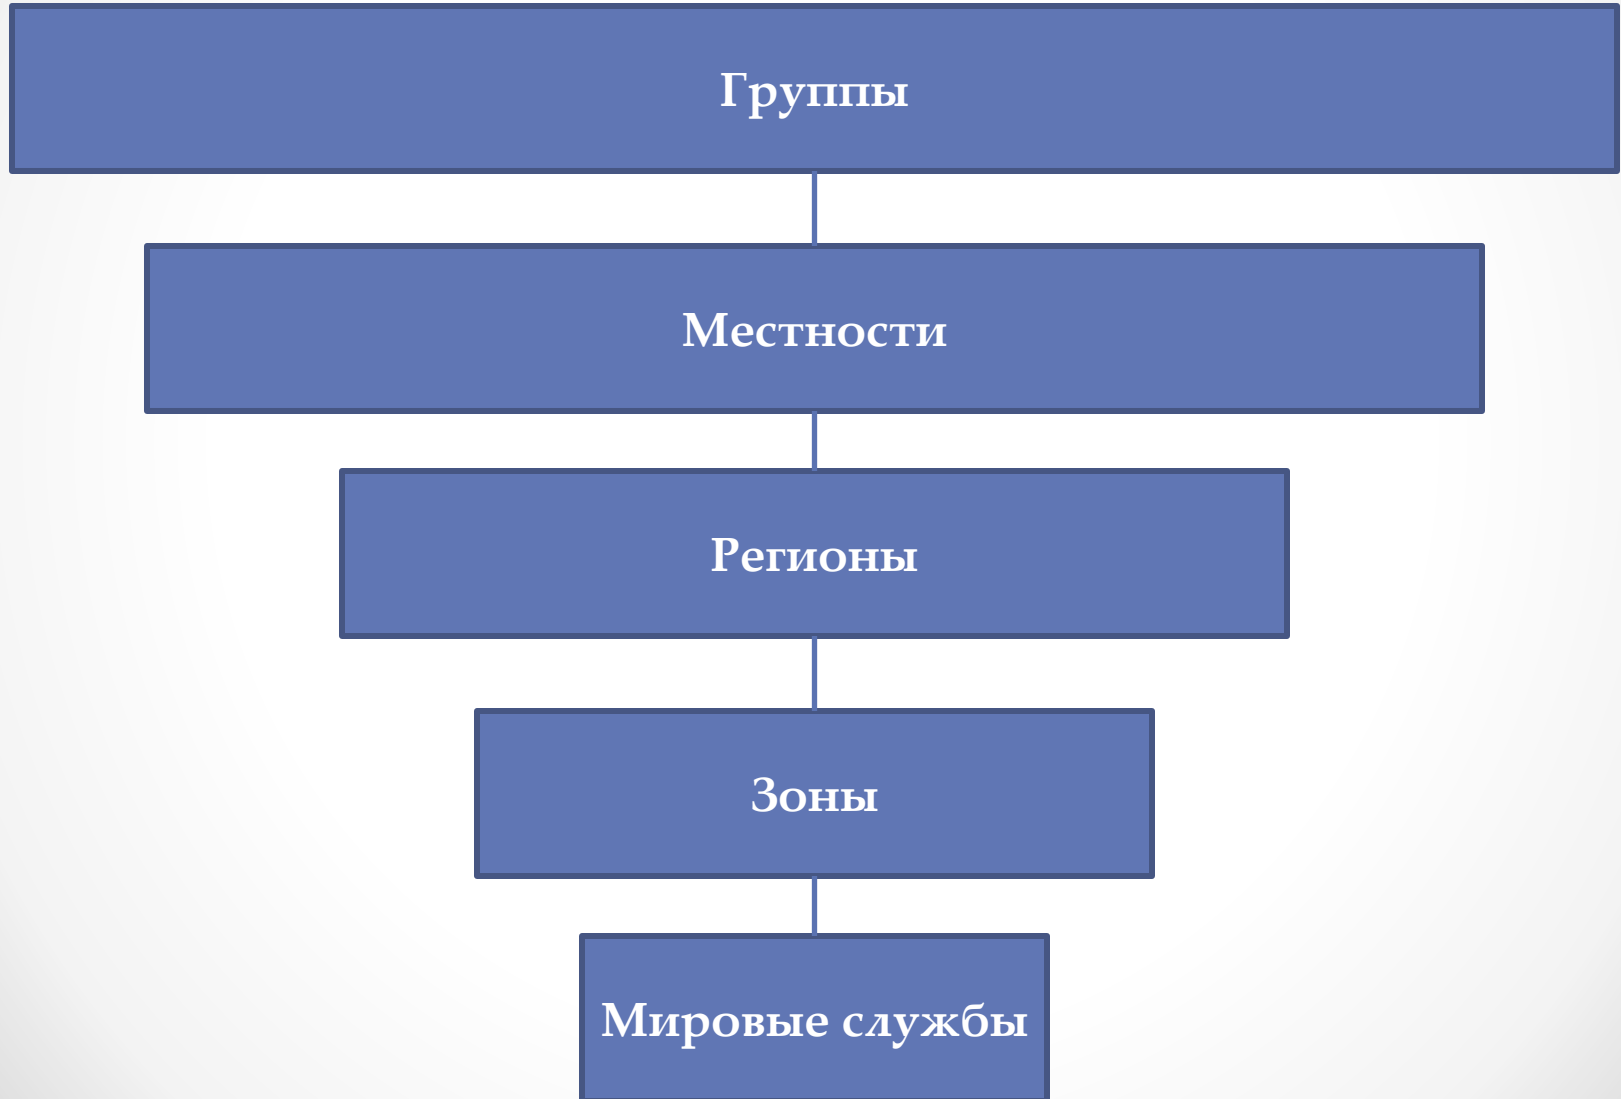 Группы
Местности
Регионы
Зоны
Мировые службы